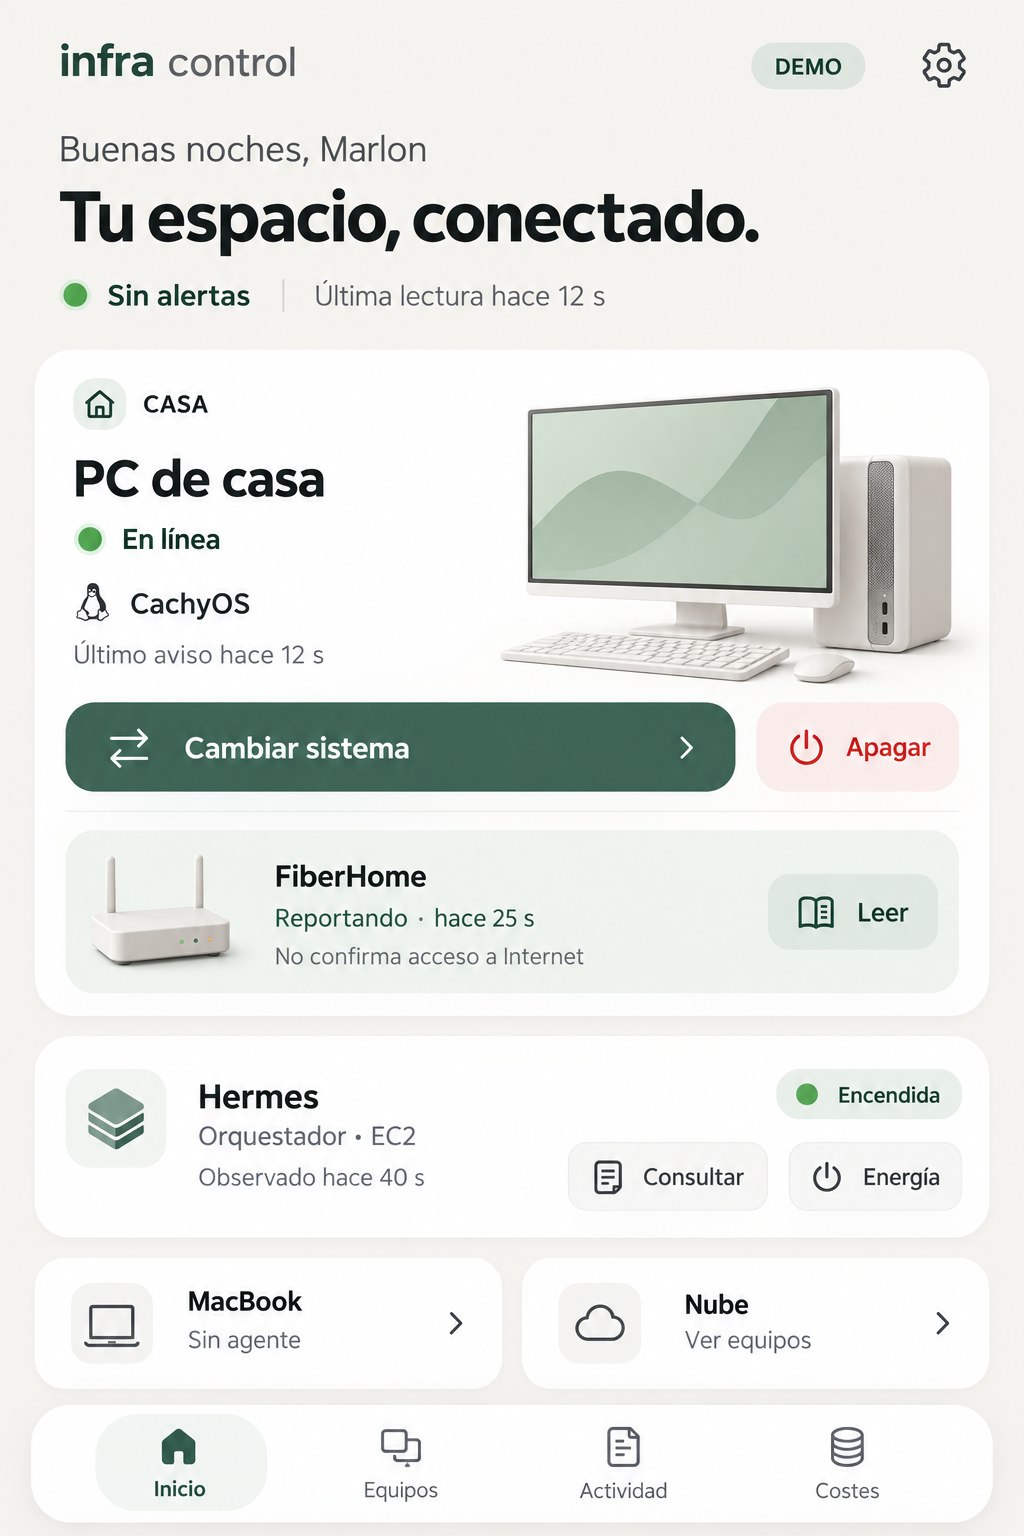 infra control
DEMO
Buenas noches, Marlon
Tu espacio, conectado.
Sin alertas
Última lectura hace 12 s
CASA
PC de casa
En línea
CachyOS
Último aviso hace 12 s
Cambiar sistema
Apagar
FiberHome
Reportando · hace 25 s
No confirma acceso a Internet
Leer
Hermes
Orquestador • EC2
Observado hace 40 s
Encendida
Consultar
Energía
MacBook
Sin agente
Nube
Ver equipos
Inicio
Equipos
Actividad
Costes